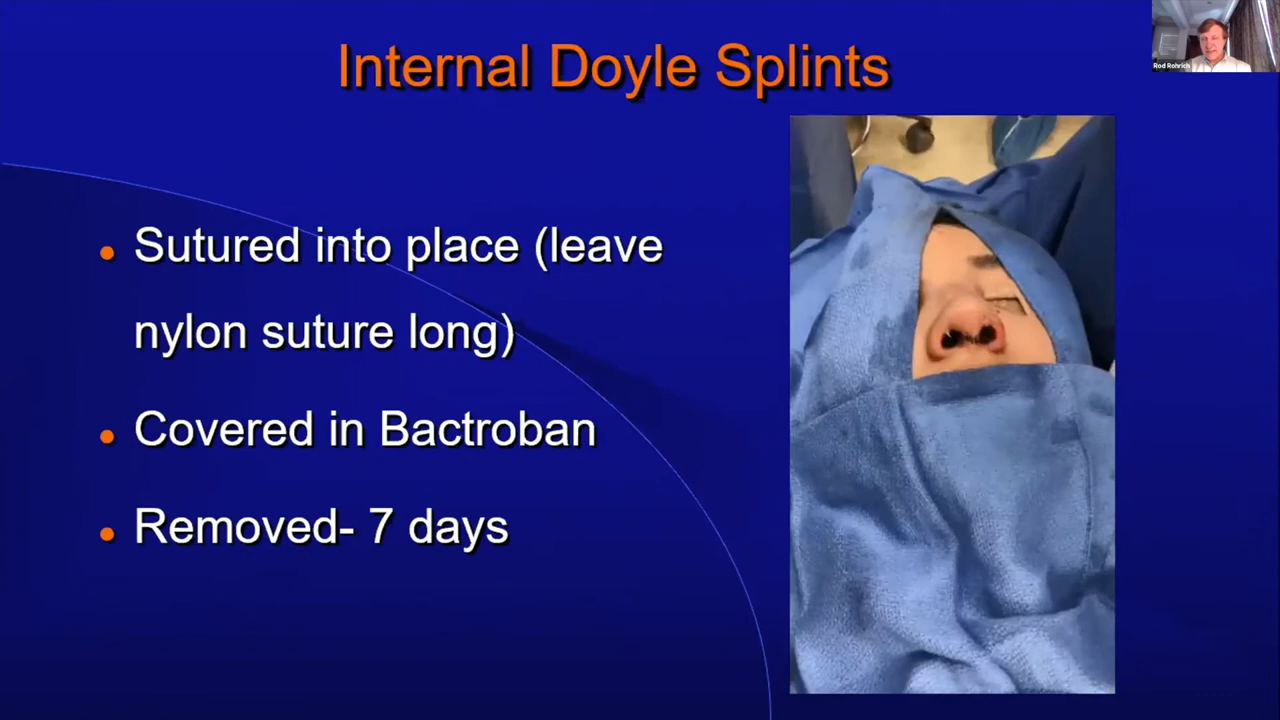 Internal Doyle Splints
Rod Rohrich
• Sutured into place (leave
nylon suture long)
• Covered in Bactroban
• Removed- 7 days